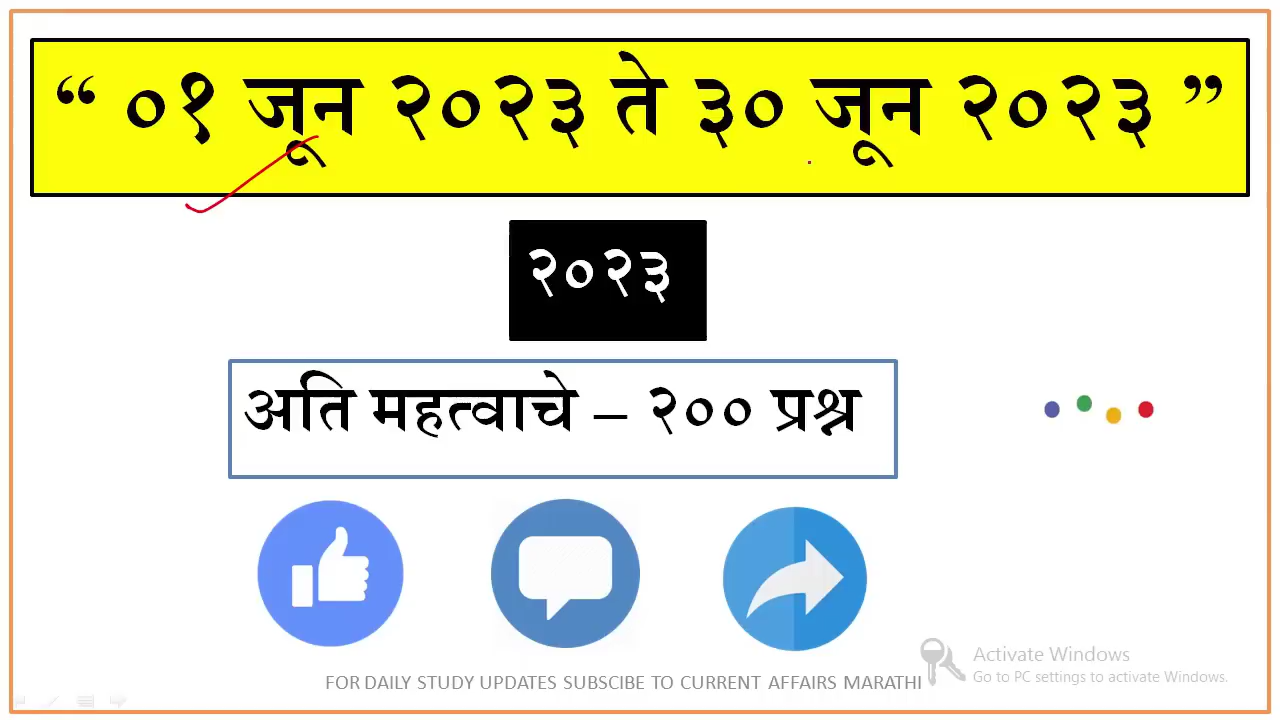 “ ०१ जून २०२३ ते ३० जून २०२३ ”
२०२३
अति महत्वाचे – २०० प्रश्न
Activate Windows
Go to PC settings to activate Windows.
FOR DAILY STUDY UPDATES SUBSCIBE TO CURRENT AFFAIRS MARATHI